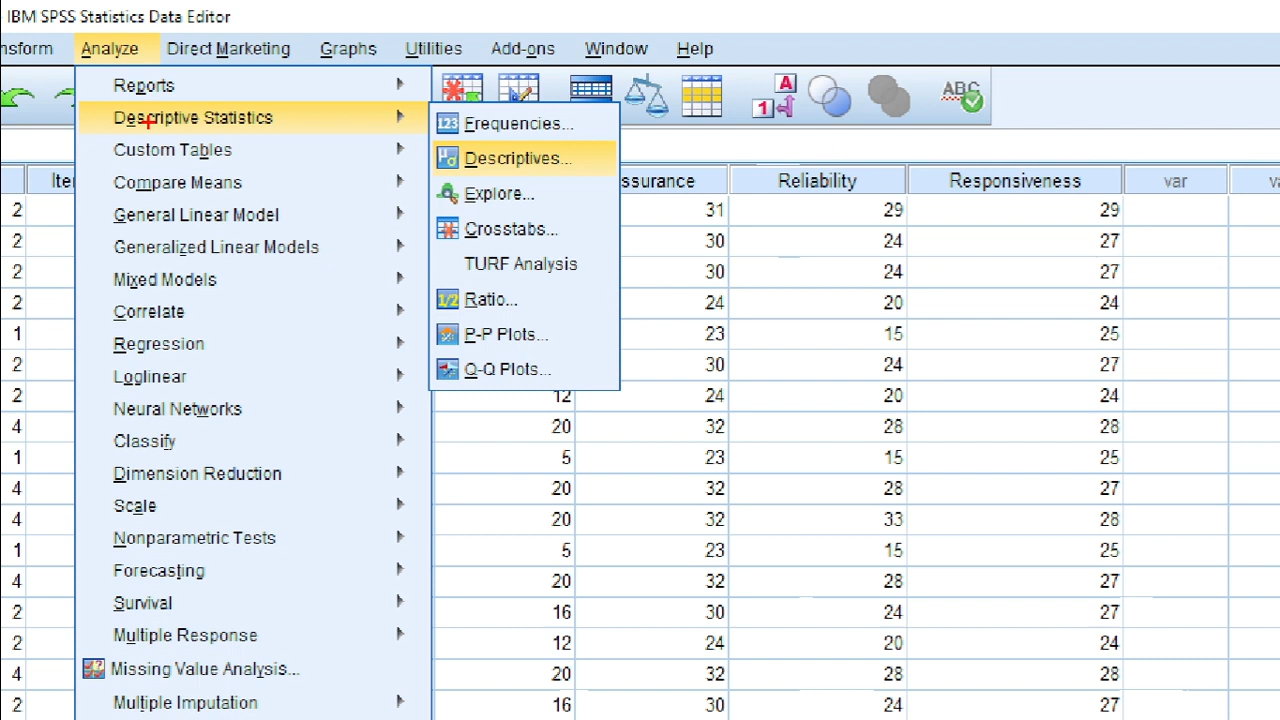 IBM SPSS Statistics Data Editor
nsform Analyze Direct Marketing Graphs Utilities Add-ons Window Help
Reports
Descriptive Statistics
Custom Tables
Compare Means
General Linear Model
Generalized Linear Models
Mixed Models
Correlate
Regression
Loglinear
Neural Networks
Classify
Dimension Reduction
Scale
Nonparametric Tests
Forecasting
Survival
Multiple Response
Missing Value Analysis...
Multiple Imputation
123 Frequencies...
Descriptives...
Explore...
Crosstabs...
TURF Analysis
1/2 Ratio...
P-P Plots...
Q-Q Plots...
A
1
ABC
Iter ssurance Reliability Responsiveness var va
2 31 29 29
2 30 24 27
2 30 24 27
2 24 20 24
1 23 15 25
2 30 24 27
2 12 24 20 24
4 20 32 28 28
1 5 23 15 25
4 20 32 28 27
4 20 32 33 28
1 5 23 15 25
4 20 32 28 27
2 16 30 24 27
2 12 24 20 24
4 20 32 28 28
2 16 30 24 27